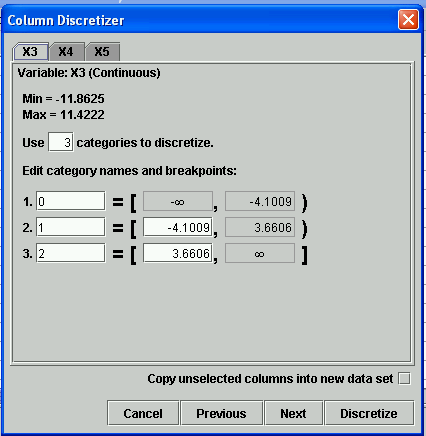 Column Discretizer
X3 X4 X5
Variable: X3 (Continuous)
Min = -11.8625
Max = 11.4222
Use 3 categories to discretize.
Edit category names and breakpoints:
1. 0 = [ -∞ , -4.1009 )
2. 1 = [ -4.1009 , 3.6606 )
3. 2 = [ 3.6606 , ∞ ]
Copy unselected columns into new data set
Cancel Previous Next Discretize